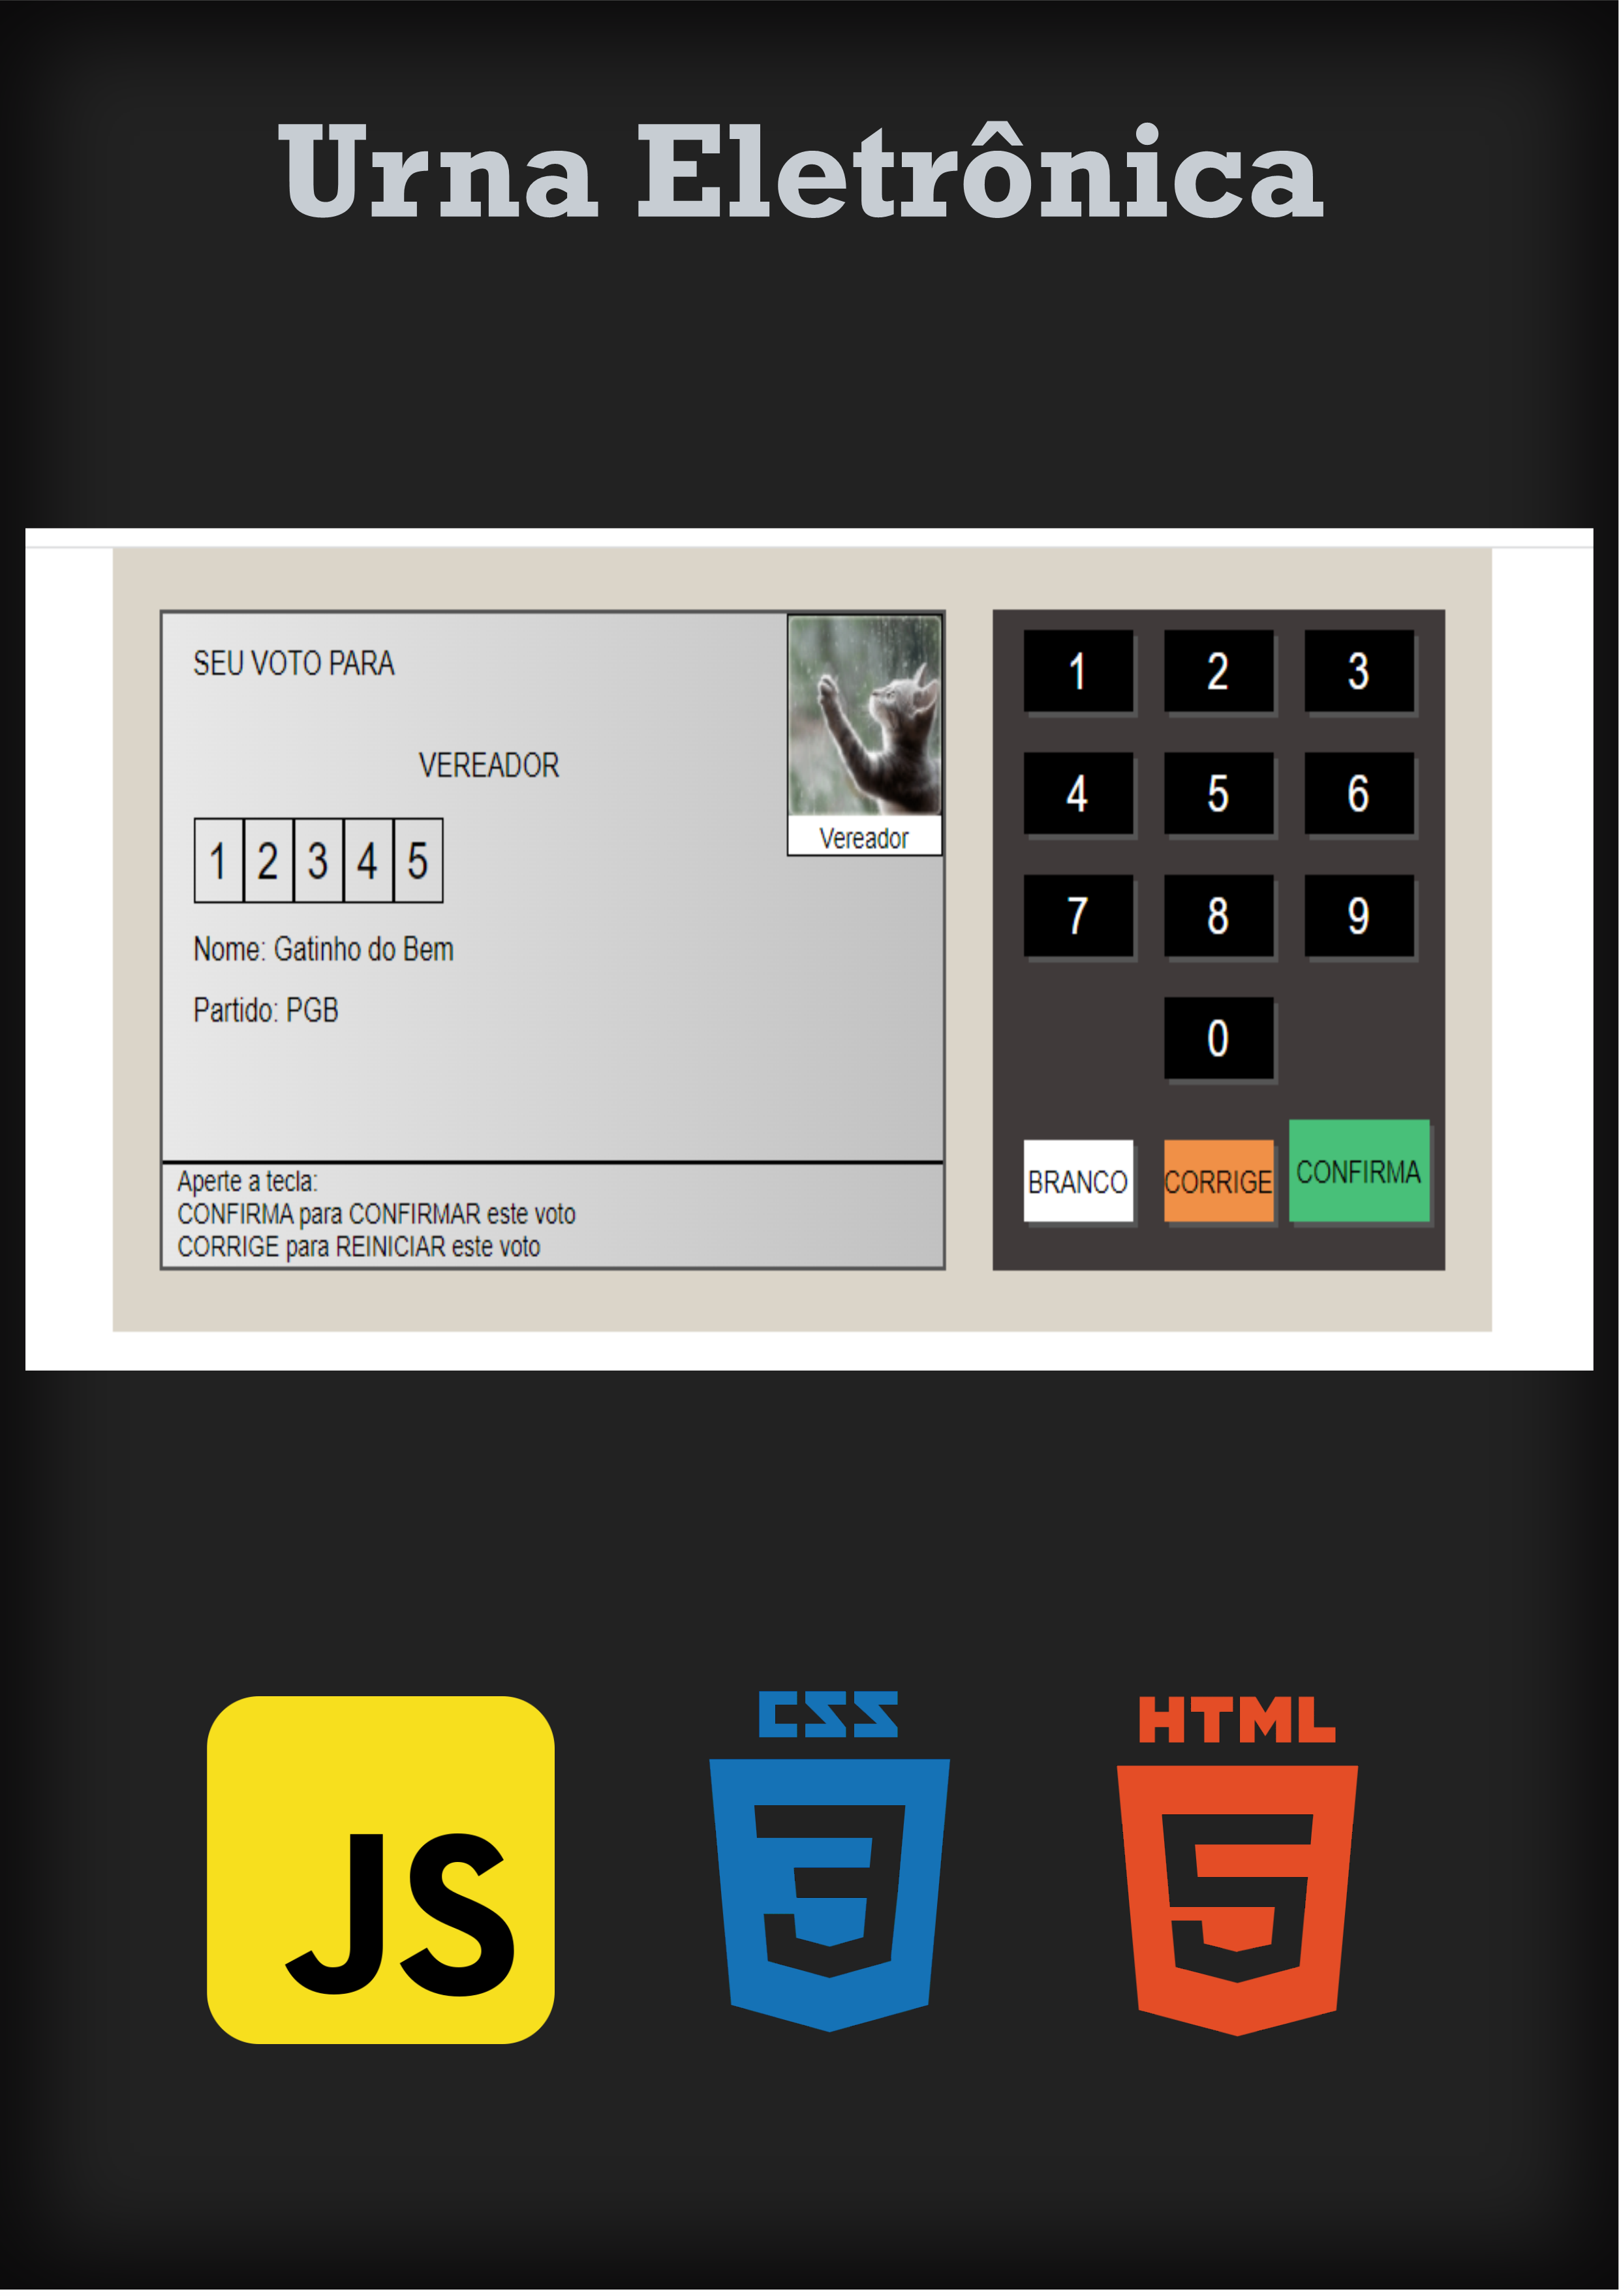 Urna Eletrônica
SEU VOTO PARA
VEREADOR
1 2 3 4 5
Nome: Gatinho do Bem
Partido: PGB
Vereador
Aperte a tecla:
CONFIRMA para CONFIRMAR este voto
CORRIGE para REINICIAR este voto
1 2 3
4 5 6
7 8 9
0
BRANCO CORRIGE CONFIRMA
JS
CSS
3
HTML
5